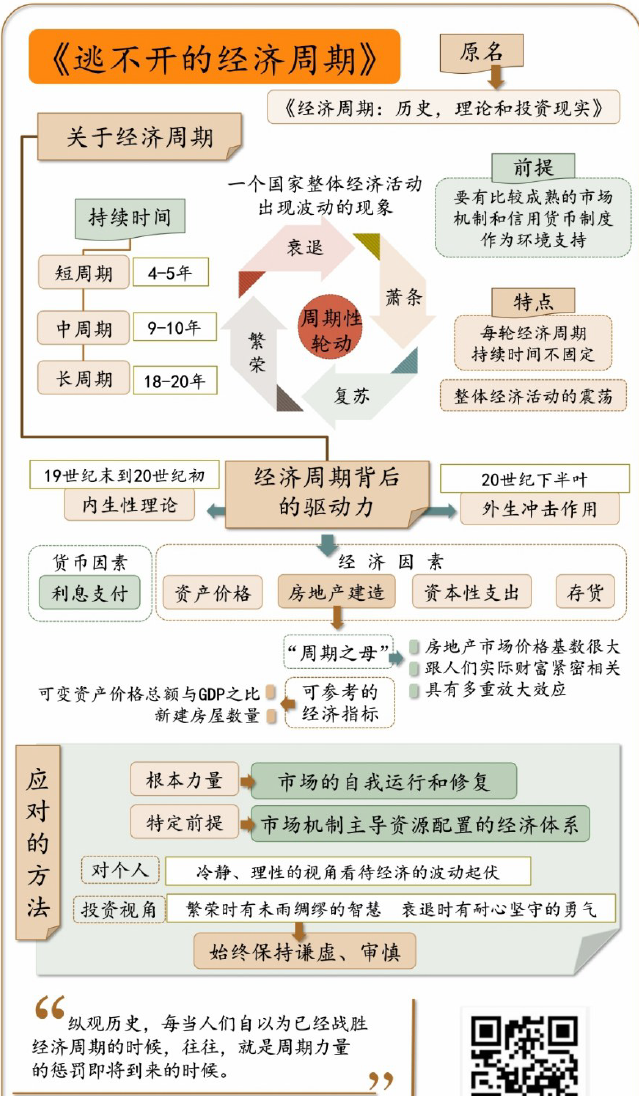 《逃不开的经济周期》
原名
《经济周期：历史，理论和投资现实》
关于经济周期
一个国家整体经济活动
出现波动的现象
前提
要有比较成熟的市场
机制和信用货币制度
作为环境支持
持续时间
短周期
4-5年
中周期
9-10年
长周期
18-20年
衰退
萧条
复苏
繁荣
周期性
轮动
特点
每轮经济周期
持续时间不固定
整体经济活动的震荡
经济周期背后
的驱动力
19世纪末到20世纪初
内生性理论
20世纪下半叶
外生冲击作用
货币因素
利息支付
经济因素
资产价格
房地产建造
资本性支出
存货
“周期之母”
房地产市场价格基数很大
跟人们实际财富紧密相关
具有多重放大效应
可参考的
经济指标
可变资产价格总额与GDP之比
新建房屋数量
应对的方法
根本力量
市场的自我运行和修复
特定前提
市场机制主导资源配置的经济体系
对个人
冷静、理性的视角看待经济的波动起伏
投资视角
繁荣时有未雨绸缪的智慧 衰退时有耐心坚守的勇气
始终保持谦虚、审慎
“纵观历史，每当人们自以为已经战胜
经济周期的时候，往往，就是周期力量
的惩罚即将到来的时候。”